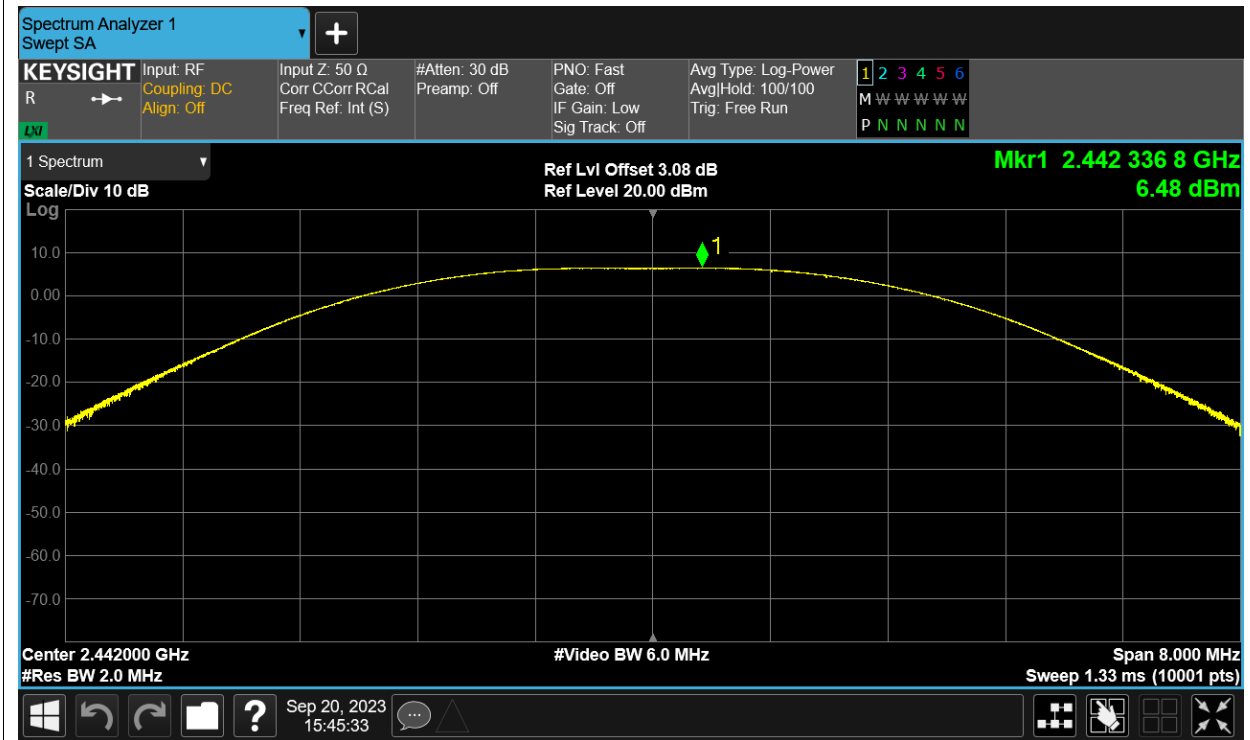 Spectrum Analyzer 1
Swept SA
KEYSIGHT
R
LXI
Input: RF
Coupling: DC
Align: Off
Input Z: 50 Ω
Corr CCorr RCal
Freq Ref: Int (S)
#Atten: 30 dB
Preamp: Off
PNO: Fast
Gate: Off
IF Gain: Low
Sig Track: Off
Avg Type: Log-Power
Avg|Hold: 100/100
Trig: Free Run
1 2 3 4 5 6
M W W W W W
P N N N N N
1 Spectrum
Scale/Div 10 dB
Log
Ref Lvl Offset 3.08 dB
Ref Level 20.00 dBm
Mkr1 2.442 336 8 GHz
6.48 dBm
1
10.0
0.00
-10.0
-20.0
-30.0
-40.0
-50.0
-60.0
-70.0
Center 2.442000 GHz
#Res BW 2.0 MHz
#Video BW 6.0 MHz
Span 8.000 MHz
Sweep 1.33 ms (10001 pts)
?
Sep 20, 2023
15:45:33